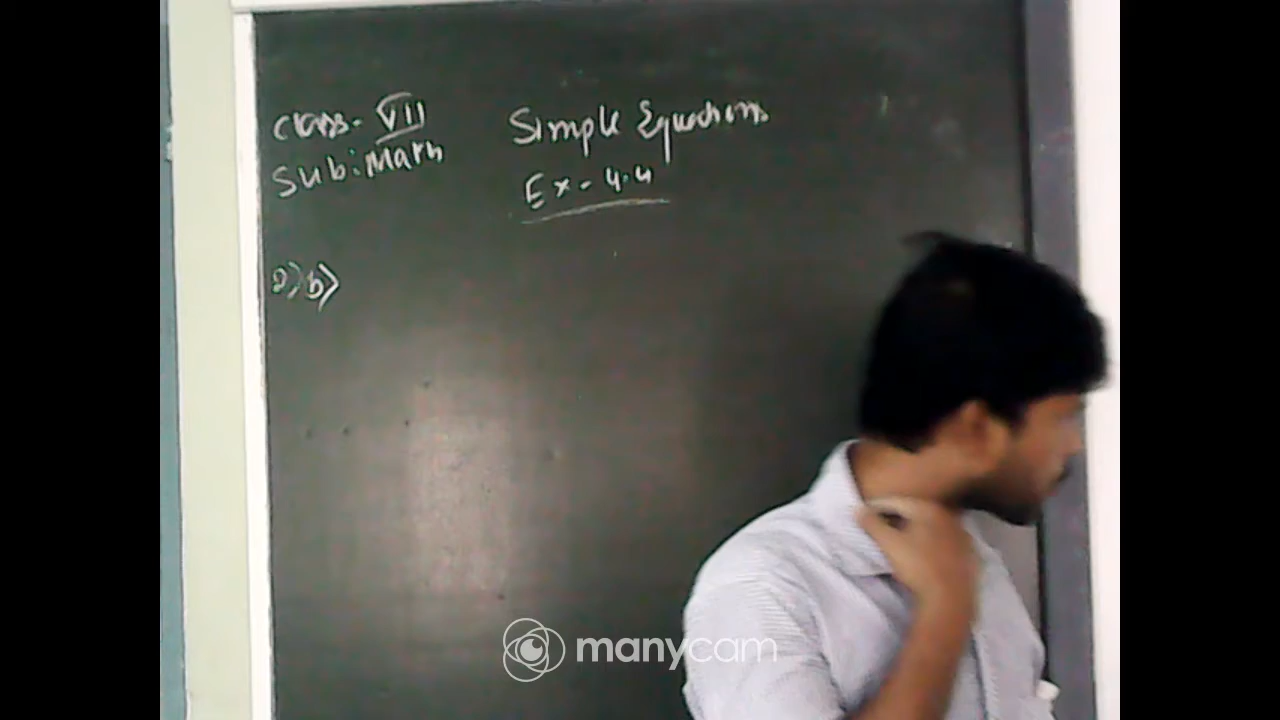 Class- VII
Sub: Math
Simple Equations
Ex- 4.4
2) b)
manycam